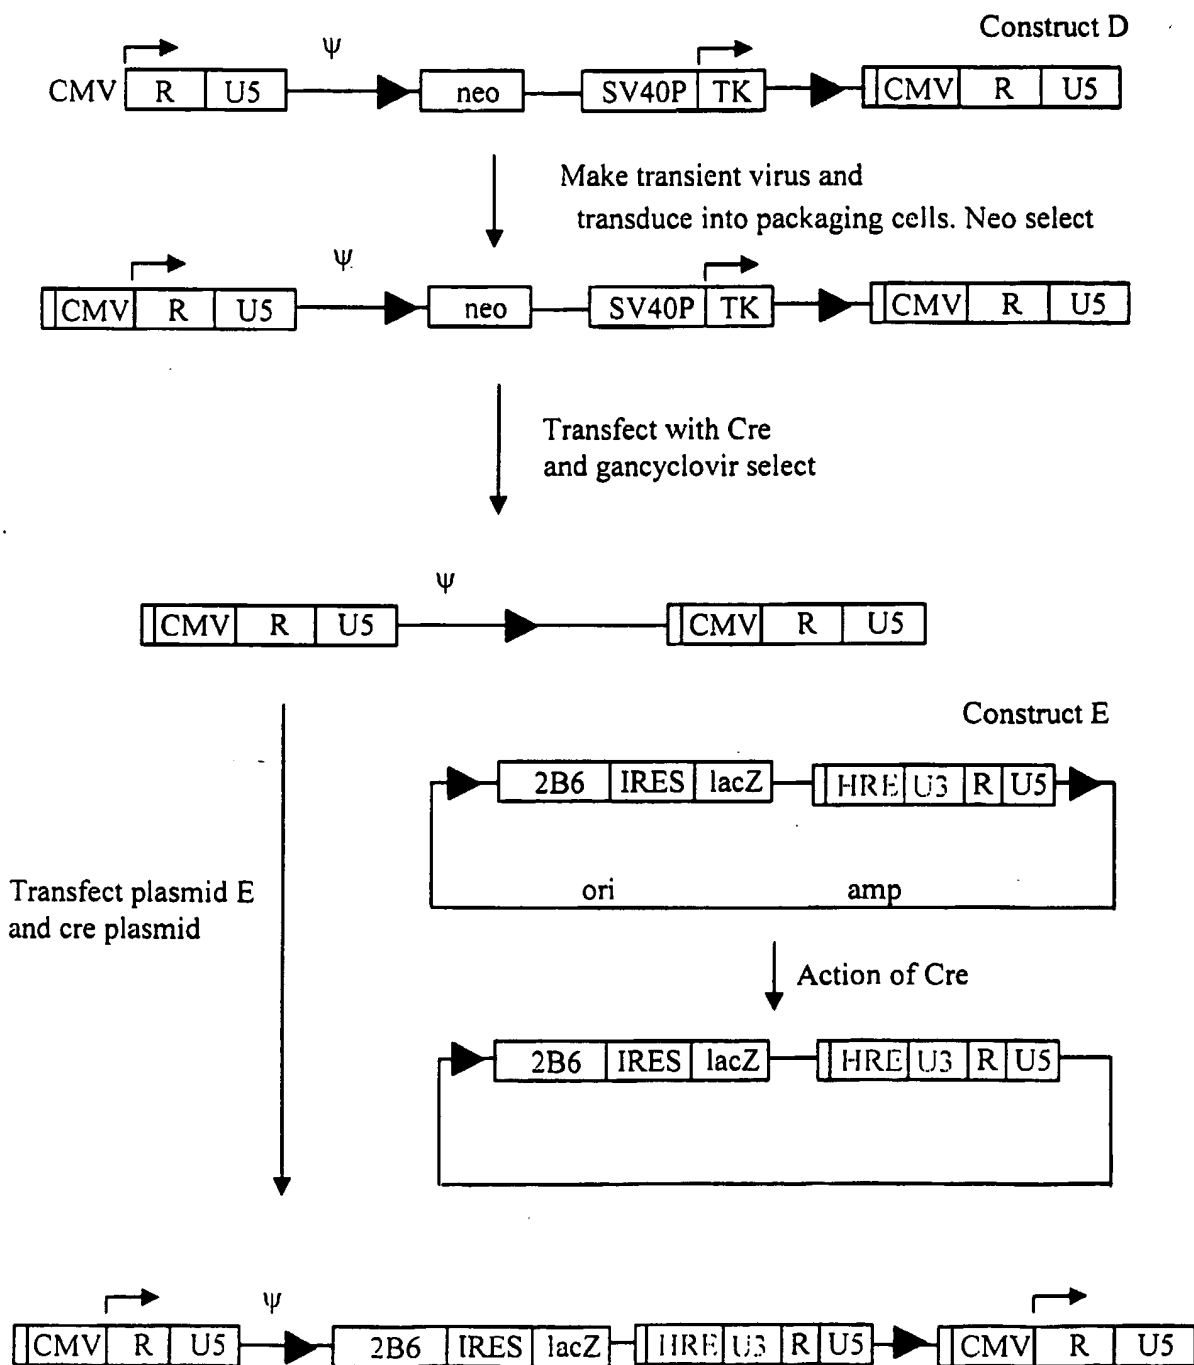 Construct D
ψ
CMV R U5 neo SV40P TK CMV R U5
Make transient virus and
transduce into packaging cells. Neo select
ψ
CMV R U5 neo SV40P TK CMV R U5
Transfect with Cre
and gancyclovir select
ψ
CMV R U5 CMV R U5
Construct E
2B6 IRES lacZ HRE U3 R U5
ori amp
Transfect plasmid E
and cre plasmid
Action of Cre
2B6 IRES lacZ HRE U3 R U5
ψ
CMV R U5 2B6 IRES lacZ HRE U3 R U5 CMV R U5